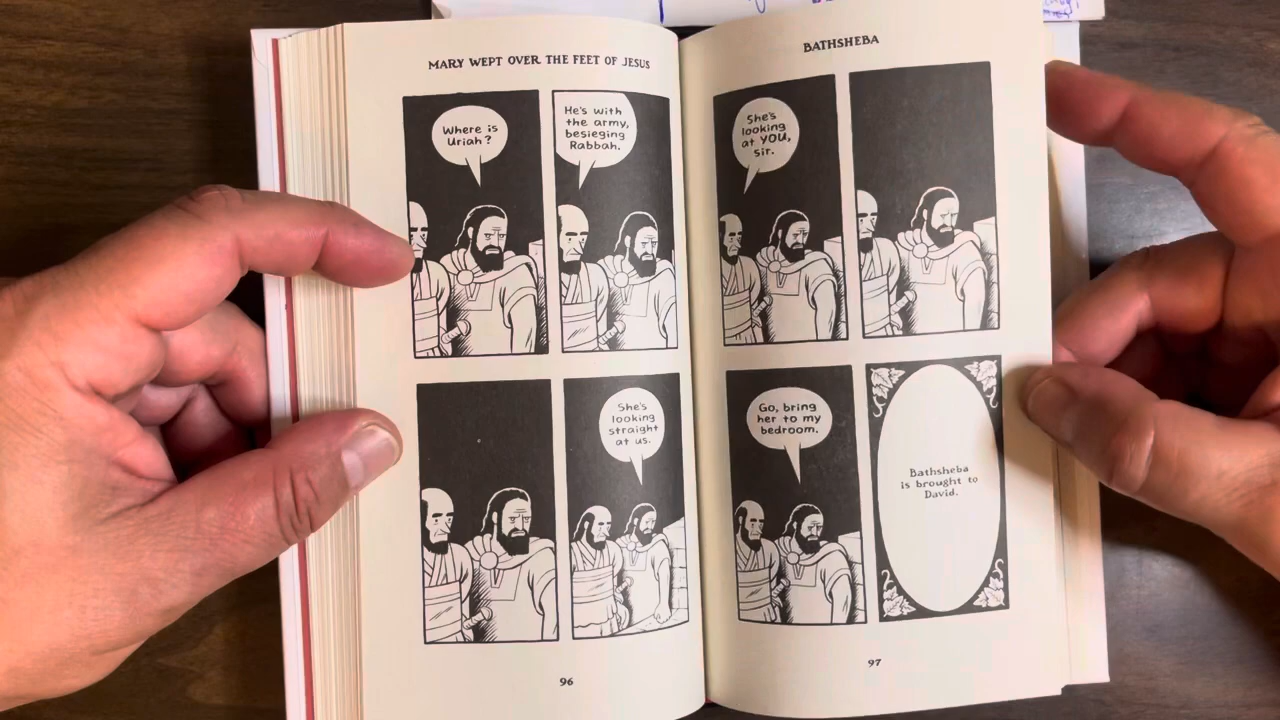 MARY WEPT OVER THE FEET OF JESUS
Where is
Uriah?
He's with
the army,
besieging
Rabbah.
She's
looking
straight
at us.
96
BATHSHEBA
She's
looking
at YOU,
sir.
Go, bring
her to my
bedroom.
Bathsheba
is brought to
David.
97